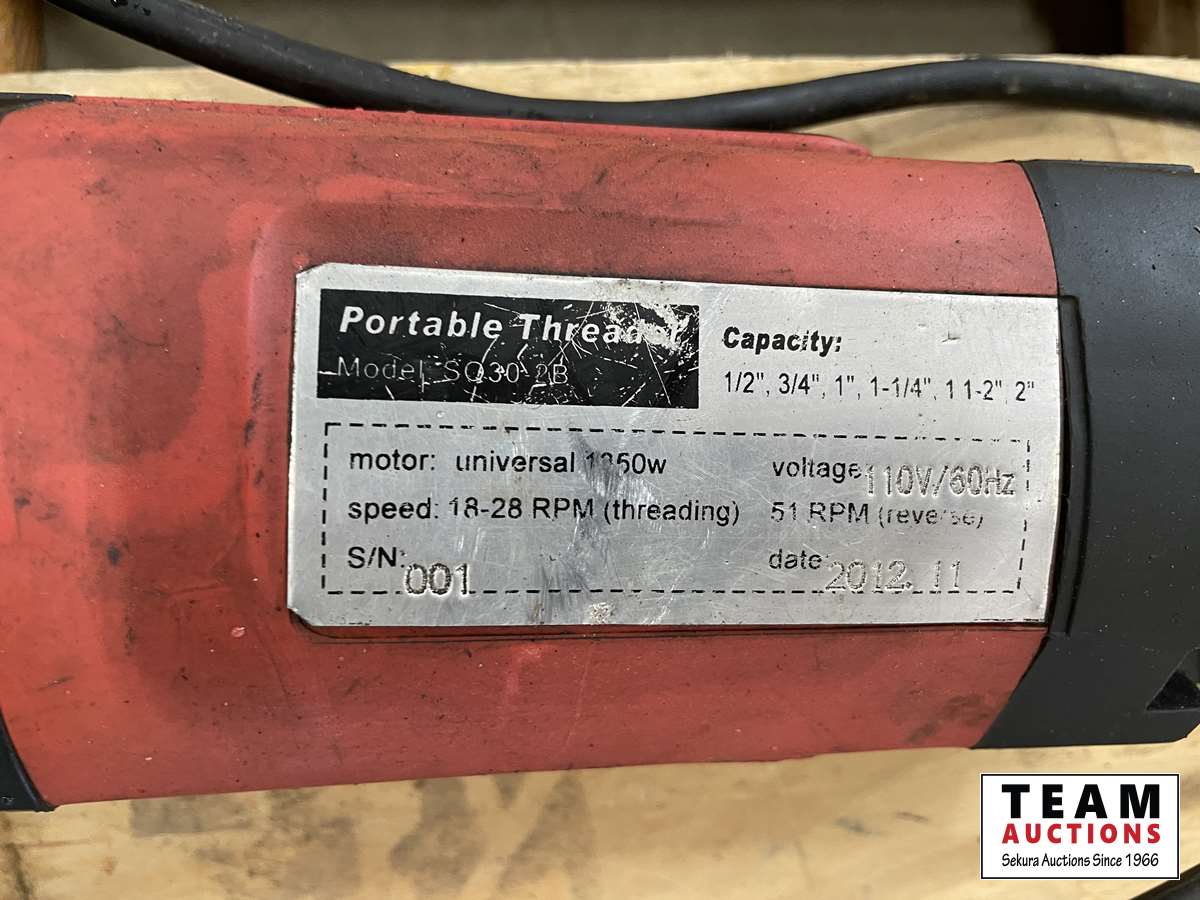 Portable Threader
Model SQ30-2B
Capacity:
1/2", 3/4", 1", 1-1/4", 1 1-2", 2"
motor: universal
voltage: 110V/60Hz
speed: 18-28 RPM (threading) 51 RPM (reverse)
S/N: 001
date: 2012.11
TEAM
AUCTIONS
Sekura Auctions Since 1966